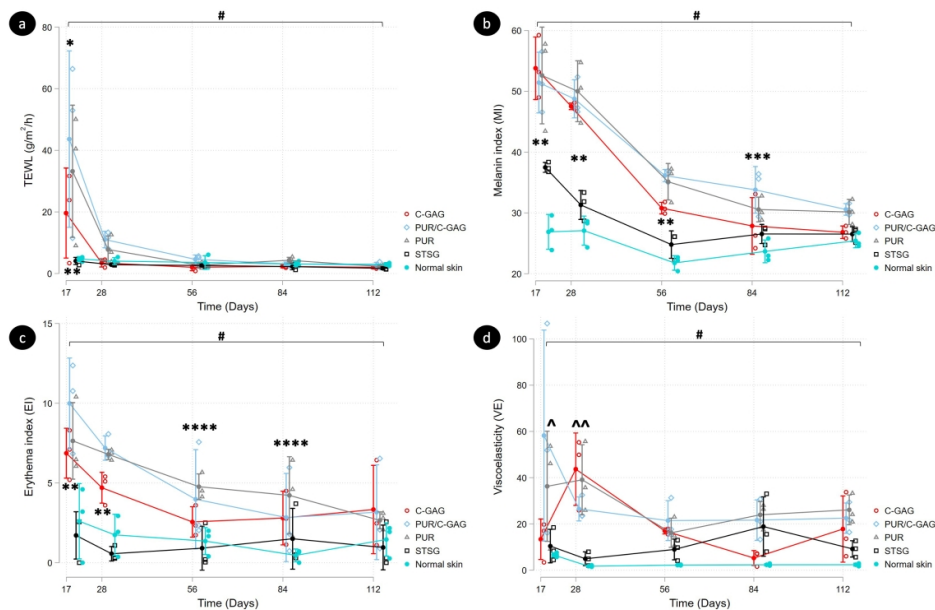 a
#
80
60
40
20
0
TEWL (g/m²/h)
*
**
17 28 56 84 112
Time (Days)
C-GAG
PUR/C-GAG
PUR
STSG
Normal skin
b
#
60
50
40
30
20
Melanin index (MI)
**
**
**
***
17 28 56 84 112
Time (Days)
C-GAG
PUR/C-GAG
PUR
STSG
Normal skin
c
#
15
10
5
0
Erythema index (EI)
**
**
****
****
17 28 56 84 112
Time (Days)
C-GAG
PUR/C-GAG
PUR
STSG
Normal skin
d
#
100
80
60
40
20
0
Viscoelasticity (VE)
^
^^
17 28 56 84 112
Time (Days)
C-GAG
PUR/C-GAG
PUR
STSG
Normal skin